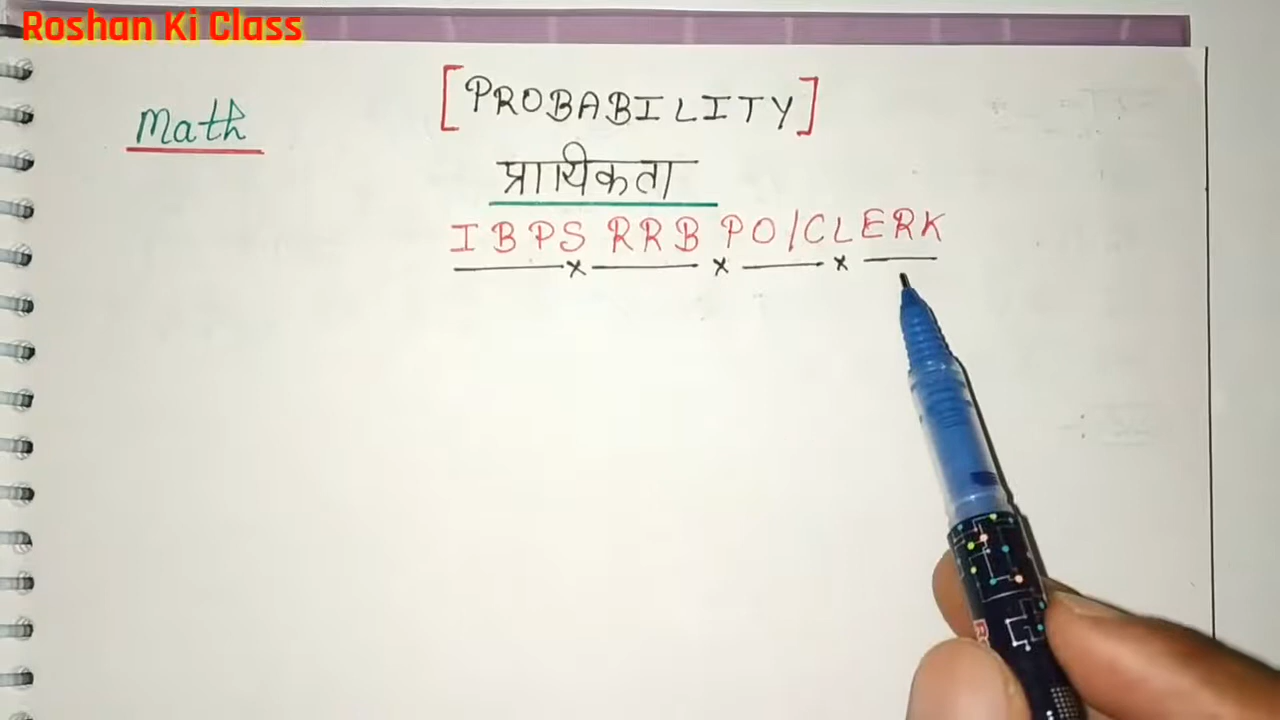 Roshan Ki Class
Math
[PROBABILITY]
प्रायिकता
IBPS RRB PO/CLERK